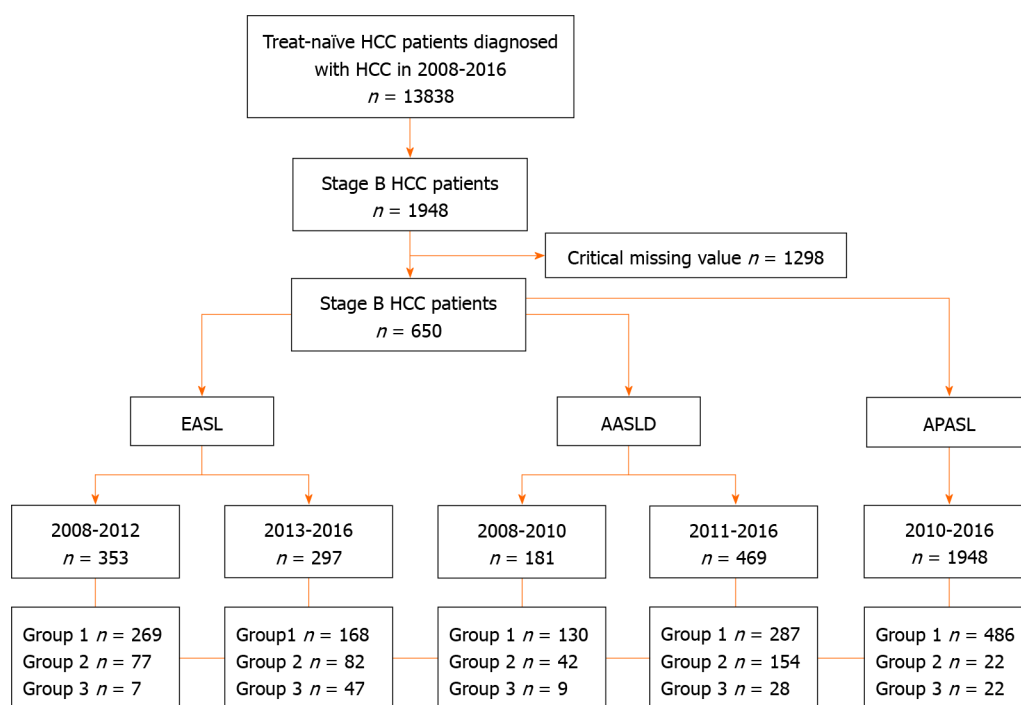 Treat-naïve HCC patients diagnosed
with HCC in 2008-2016
n = 13838
Stage B HCC patients
n = 1948
Critical missing value n = 1298
Stage B HCC patients
n = 650
EASL
AASLD
APASL
2008-2012
n = 353
2013-2016
n = 297
2008-2010
n = 181
2011-2016
n = 469
2010-2016
n = 1948
Group 1 n = 269
Group 2 n = 77
Group 3 n = 7
Group1 n = 168
Group 2 n = 82
Group 3 n = 47
Group 1 n = 130
Group 2 n = 42
Group 3 n = 9
Group 1 n = 287
Group 2 n = 154
Group 3 n = 28
Group 1 n = 486
Group 2 n = 22
Group 3 n = 22